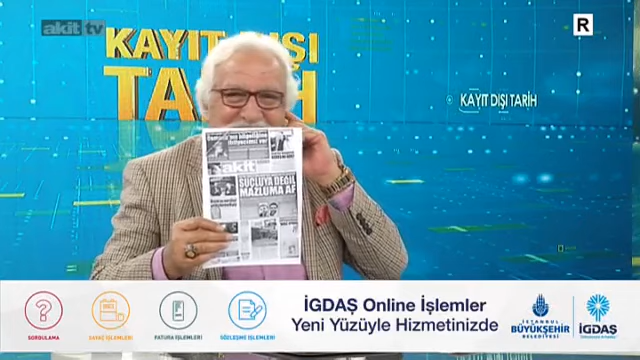 akit tv
KAYIT DIŞI
TARİH
R
KAYIT DIŞI TARİH
akit
SUÇLUYA DEĞİL
MAZLUMA AF
İGDAŞ Online İşlemler
Yeni Yüzüyle Hizmetinizde
SORGULAMA
SAYAÇ İŞLEMLERİ
FATURA İŞLEMLERİ
SÖZLEŞME İŞLEMLERİ
İSTANBUL
BÜYÜKŞEHİR
BELEDİYESİ
İGDAŞ